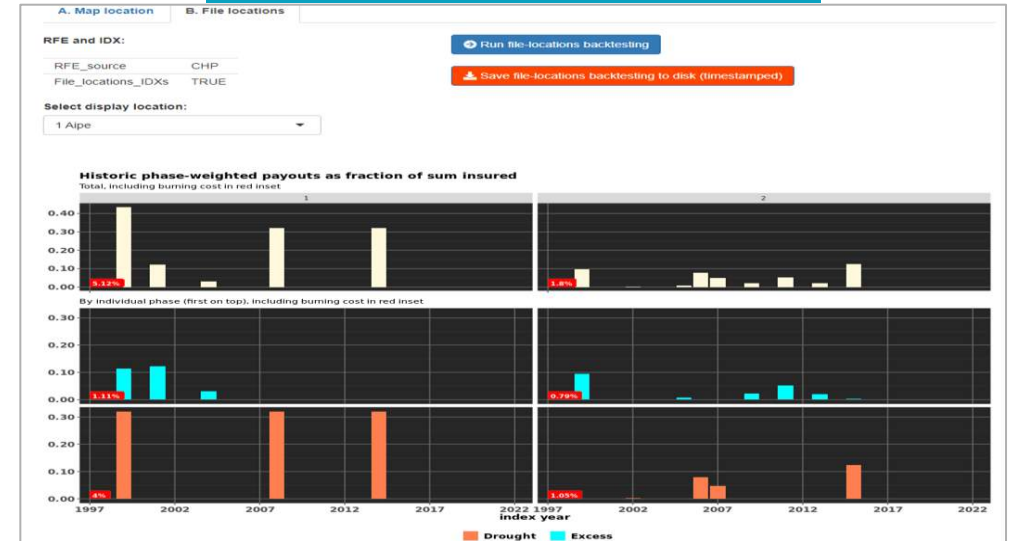 A. Map location B. File locations
RFE and IDX:
Run file-locations backtesting
RFE_source CHP
File_locations_IDXs TRUE
Save file-locations backtesting to disk (timestamped)
Select display location:
1 Aipe
Historic phase-weighted payouts as fraction of sum insured
Total, including burning cost in red inset
1 2
0.40
0.30
0.20
0.10
0.00
5.12% 1.8%
By individual phase (first on top), including burning cost in red inset
0.30
0.20
0.10
0.00
1.11% 0.79%
0.30
0.20
0.10
0.00
4% 1.05%
1997 2002 2007 2012 2017 2022 1997 2002 2007 2012 2017 2022
index year
Drought Excess